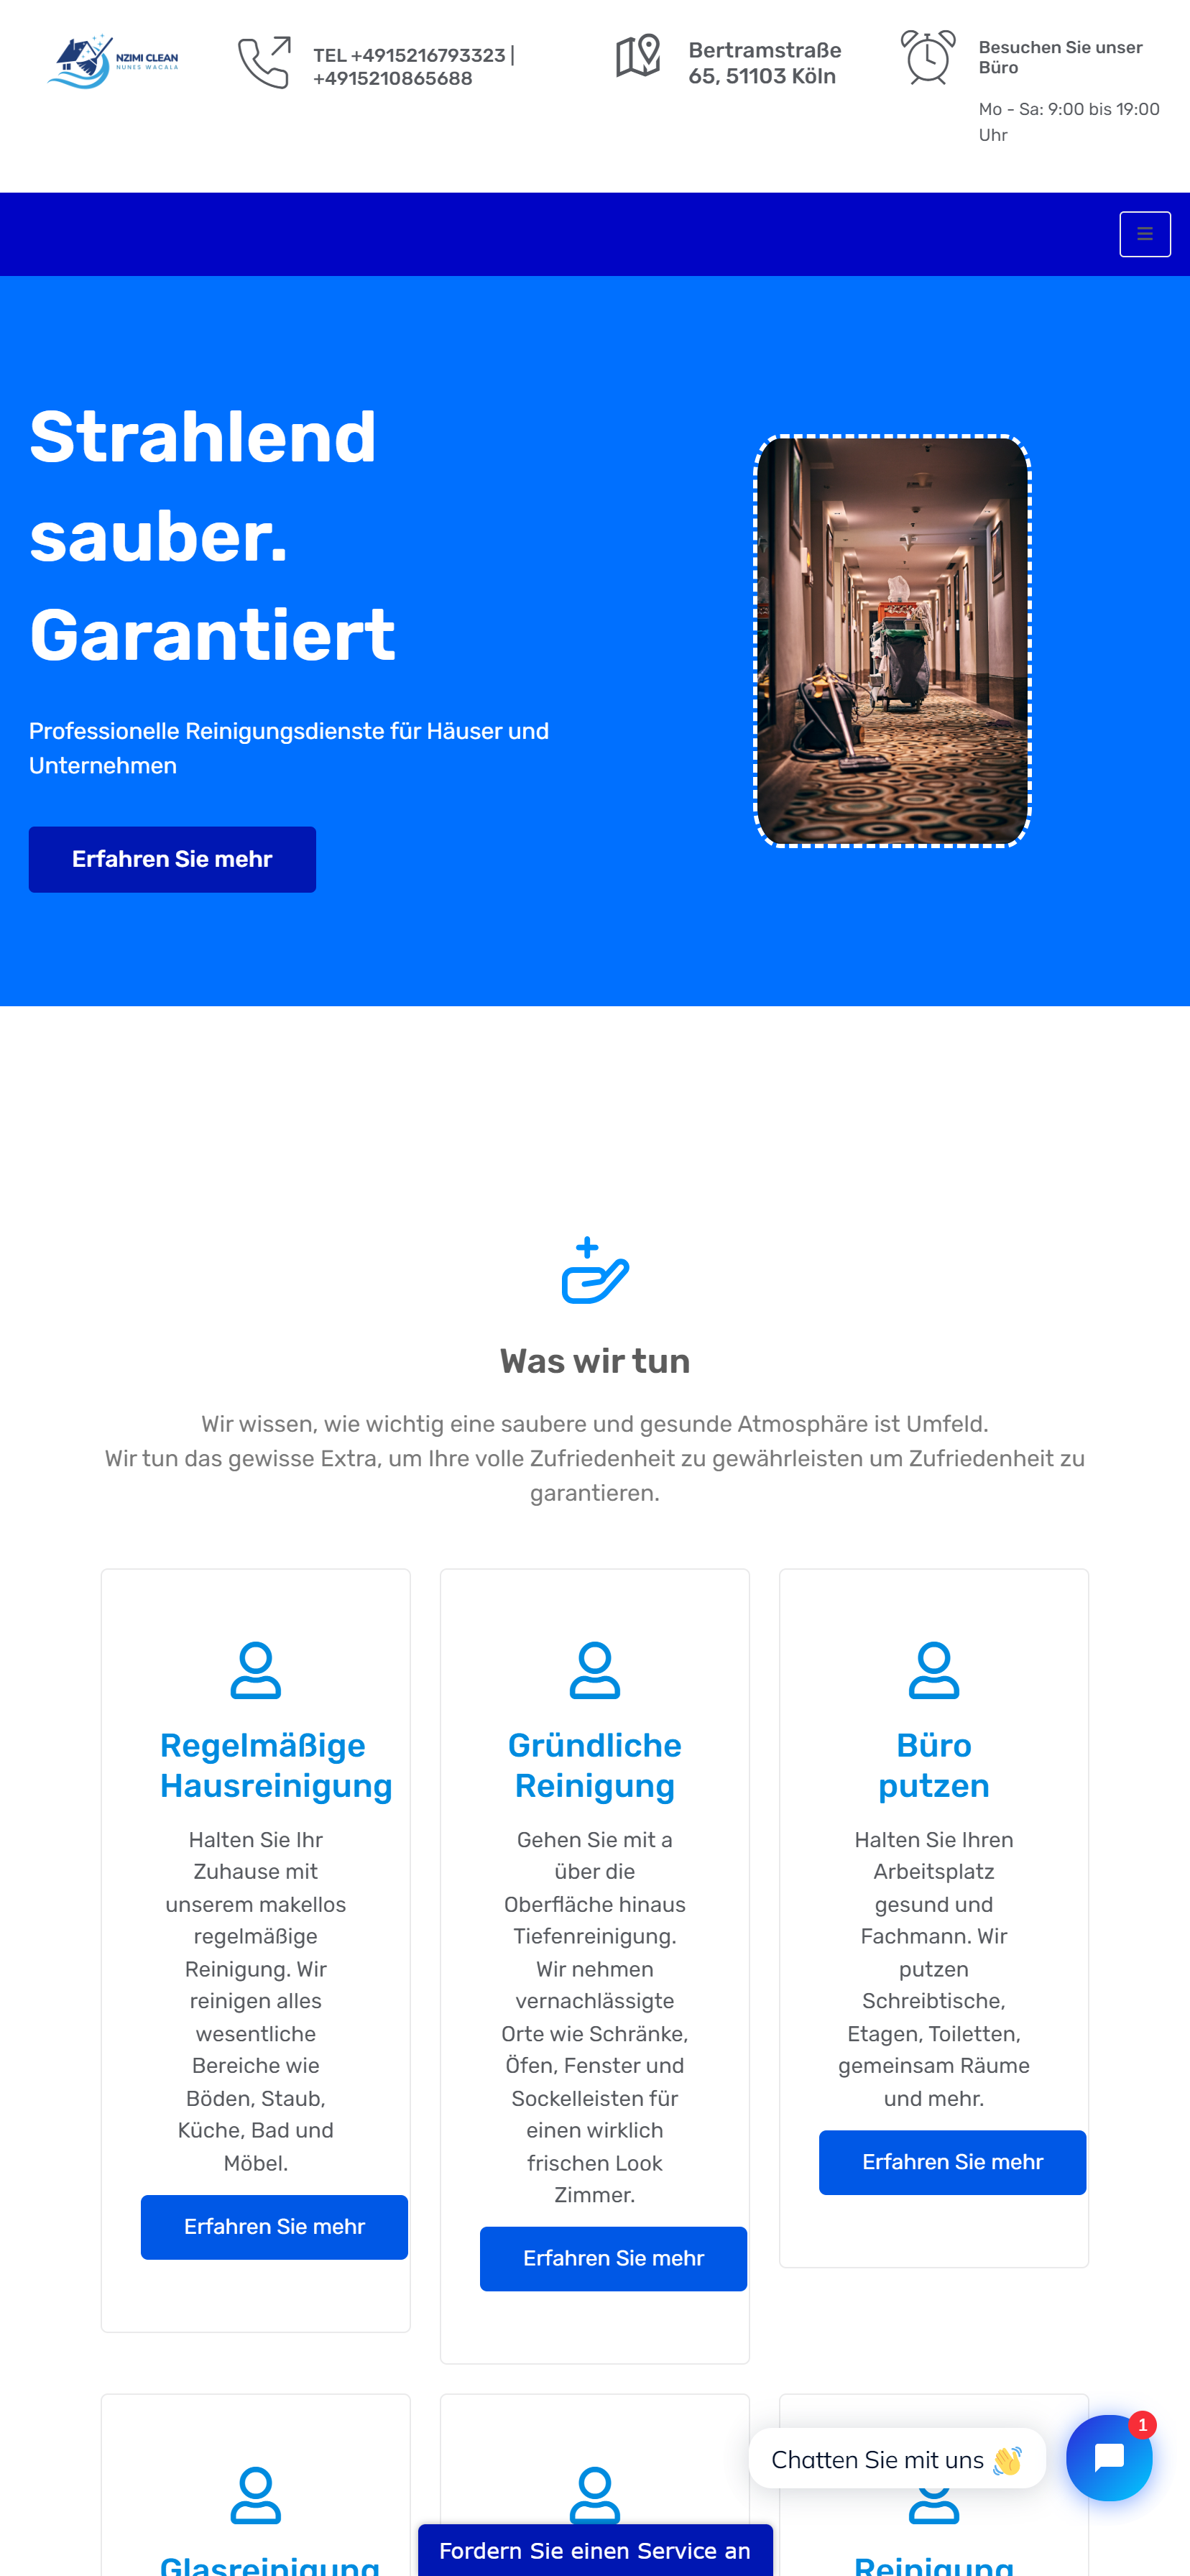 NZIMI CLEAN
NUNES WACALA
TEL +4915216793323 |
+4915210865688
Bertramstraße
65, 51103 Köln
Besuchen Sie unser
Büro
Mo - Sa: 9:00 bis 19:00
Uhr
Strahlend
sauber.
Garantiert
Professionelle Reinigungsdienste für Häuser und
Unternehmen
Erfahren Sie mehr
Was wir tun
Wir wissen, wie wichtig eine saubere und gesunde Atmosphäre ist Umfeld.
Wir tun das gewisse Extra, um Ihre volle Zufriedenheit zu gewährleisten um Zufriedenheit zu
garantieren.
Regelmäßige
Hausreinigung
Halten Sie Ihr
Zuhause mit
unserem makellos
regelmäßige
Reinigung. Wir
reinigen alles
wesentliche
Bereiche wie
Böden, Staub,
Küche, Bad und
Möbel.
Erfahren Sie mehr
Gründliche
Reinigung
Gehen Sie mit a
über die
Oberfläche hinaus
Tiefenreinigung.
Wir nehmen
vernachlässigte
Orte wie Schränke,
Öfen, Fenster und
Sockelleisten für
einen wirklich
frischen Look
Zimmer.
Erfahren Sie mehr
Büro
putzen
Halten Sie Ihren
Arbeitsplatz
gesund und
Fachmann. Wir
putzen
Schreibtische,
Etagen, Toiletten,
gemeinsam Räume
und mehr.
Erfahren Sie mehr
Chatten Sie mit uns 👋
1
Glasreinigung
Reinigung
Fordern Sie einen Service an